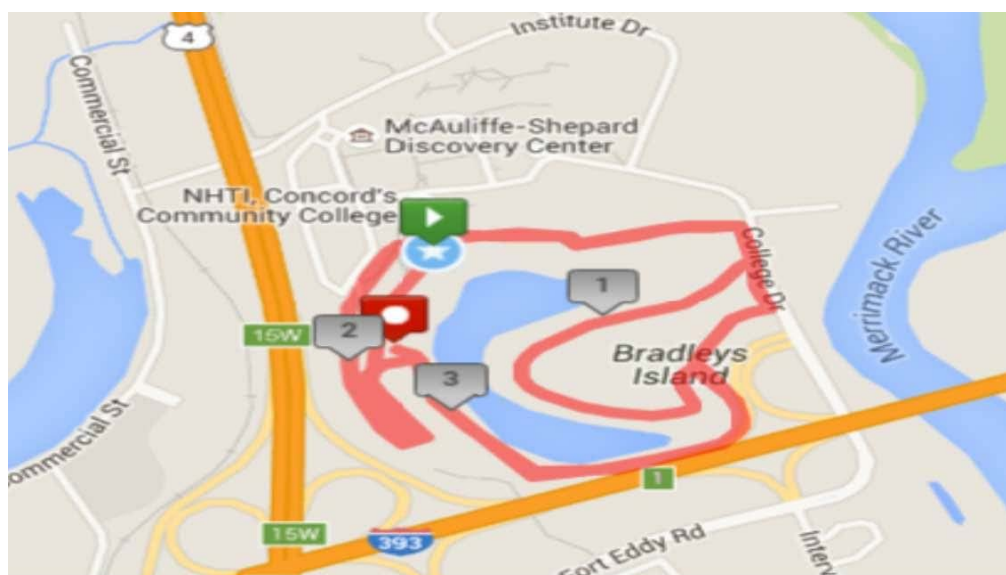 4
Institute Dr
Commercial St
McAuliffe-Shepard
Discovery Center
NHTI, Concord's
Community College
College Dr
Merrimack River
1
15W
2
Bradleys
Island
3
Commercial St
1
15W
393
Fort Eddy Rd
Interv